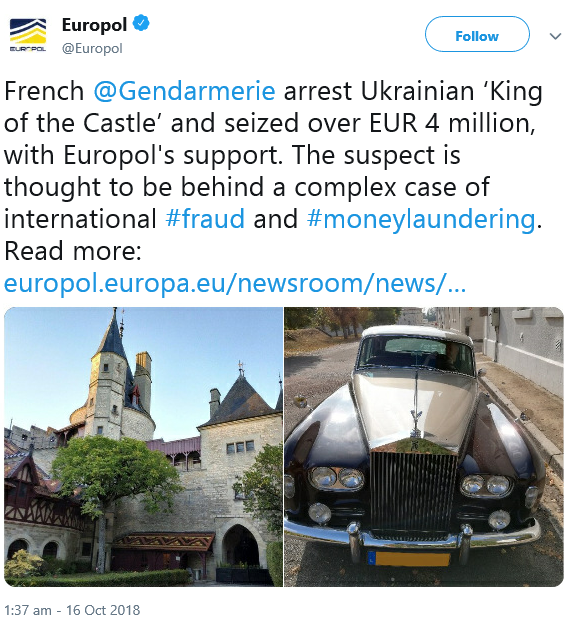 Europol
@Europol
EUROPOL
Follow
French @Gendarmerie arrest Ukrainian ‘King
of the Castle’ and seized over EUR 4 million,
with Europol's support. The suspect is
thought to be behind a complex case of
international #fraud and #moneylaundering.
Read more:
europol.europa.eu/newsroom/news/…
1:37 am - 16 Oct 2018